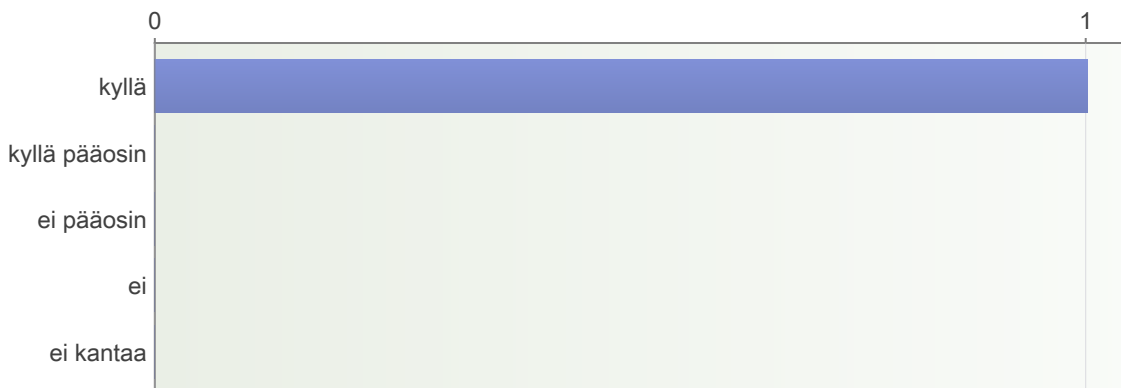 0 1
kyllä
kyllä pääosin
ei pääosin
ei
ei kantaa